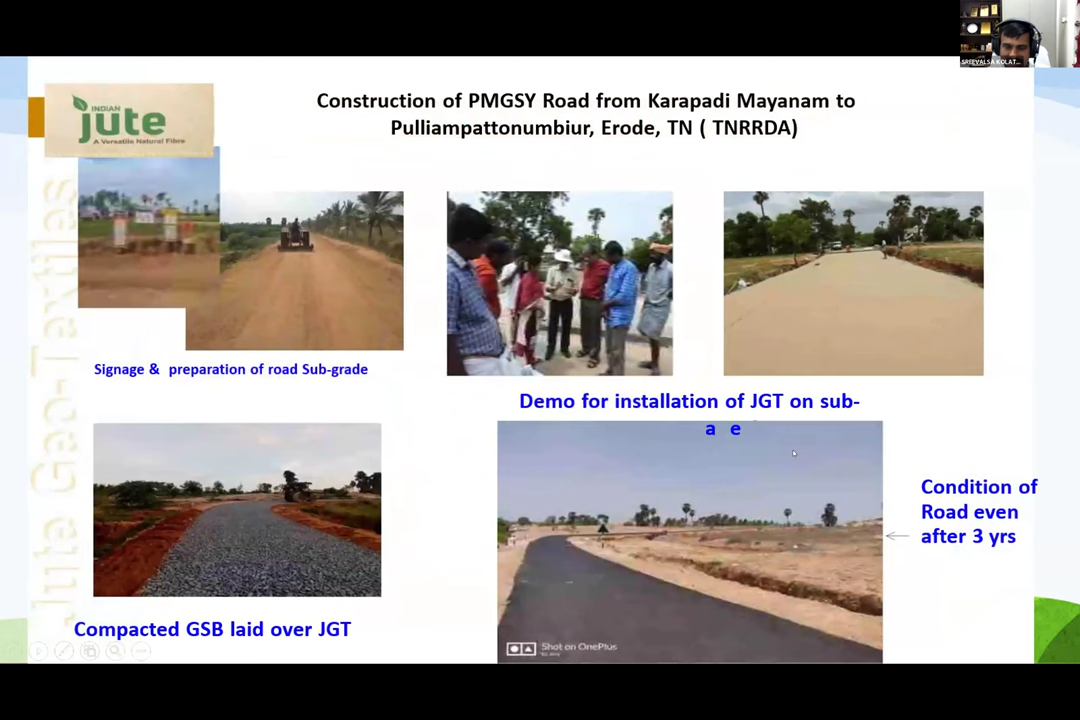 SREEVALSA KOLAT...
INDIAN
jute
A Versatile Natural Fibre
Construction of PMGSY Road from Karapadi Mayanam to
Pulliampattonumbiur, Erode, TN ( TNRRDA)
Jute Geo-Textiles
Signage & preparation of road Sub-grade
Demo for installation of JGT on sub-
a e
Condition of
Road even
after 3 yrs
Compacted GSB laid over JGT
Shot on OnePlus